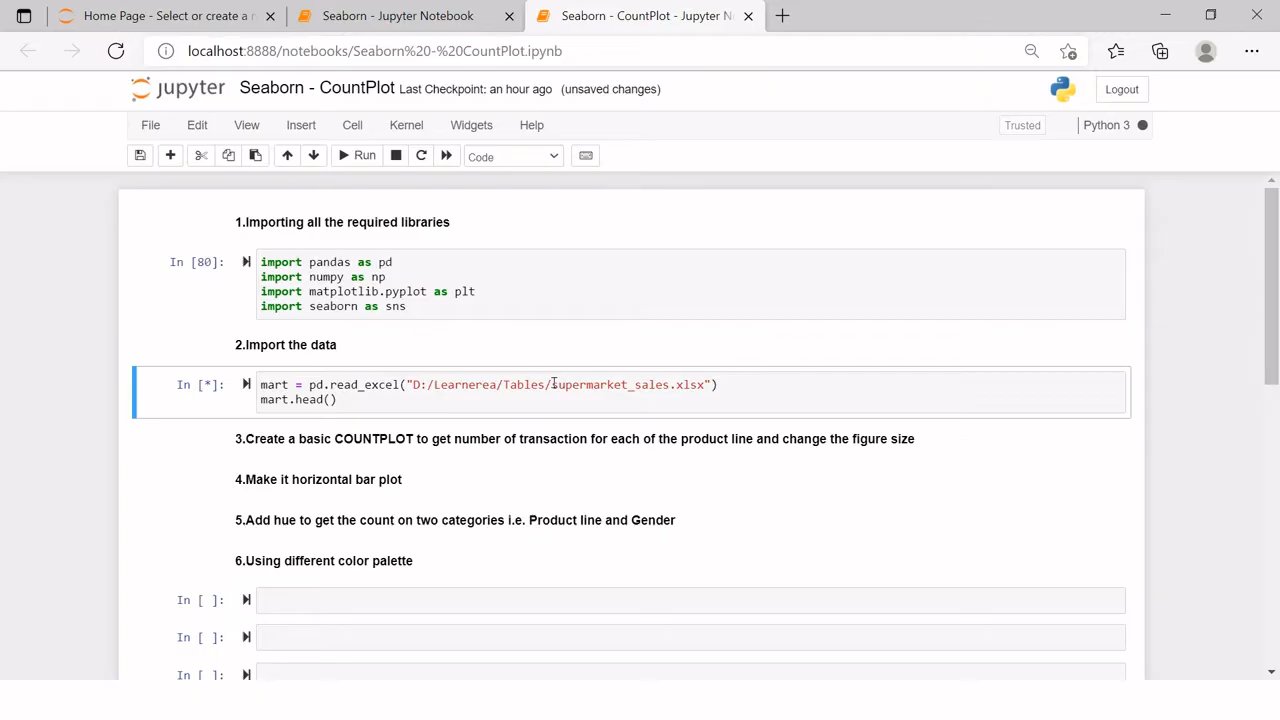 Home Page - Select or create a n
Seaborn - Jupyter Notebook
Seaborn - CountPlot - Jupyter N
localhost:8888/notebooks/Seaborn%20-%20CountPlot.ipynb
jupyter Seaborn - CountPlot Last Checkpoint: an hour ago (unsaved changes) Logout
File Edit View Insert Cell Kernel Widgets Help Trusted Python 3
Run Code
1.Importing all the required libraries
In [80]: import pandas as pd
import numpy as np
import matplotlib.pyplot as plt
import seaborn as sns
2.Import the data
In [*]: mart = pd.read_excel("D:/Learnerea/Tables/supermarket_sales.xlsx")
mart.head()
3.Create a basic COUNTPLOT to get number of transaction for each of the product line and change the figure size
4.Make it horizontal bar plot
5.Add hue to get the count on two categories i.e. Product line and Gender
6.Using different color palette
In [ ]:
In [ ]:
In [ ]: